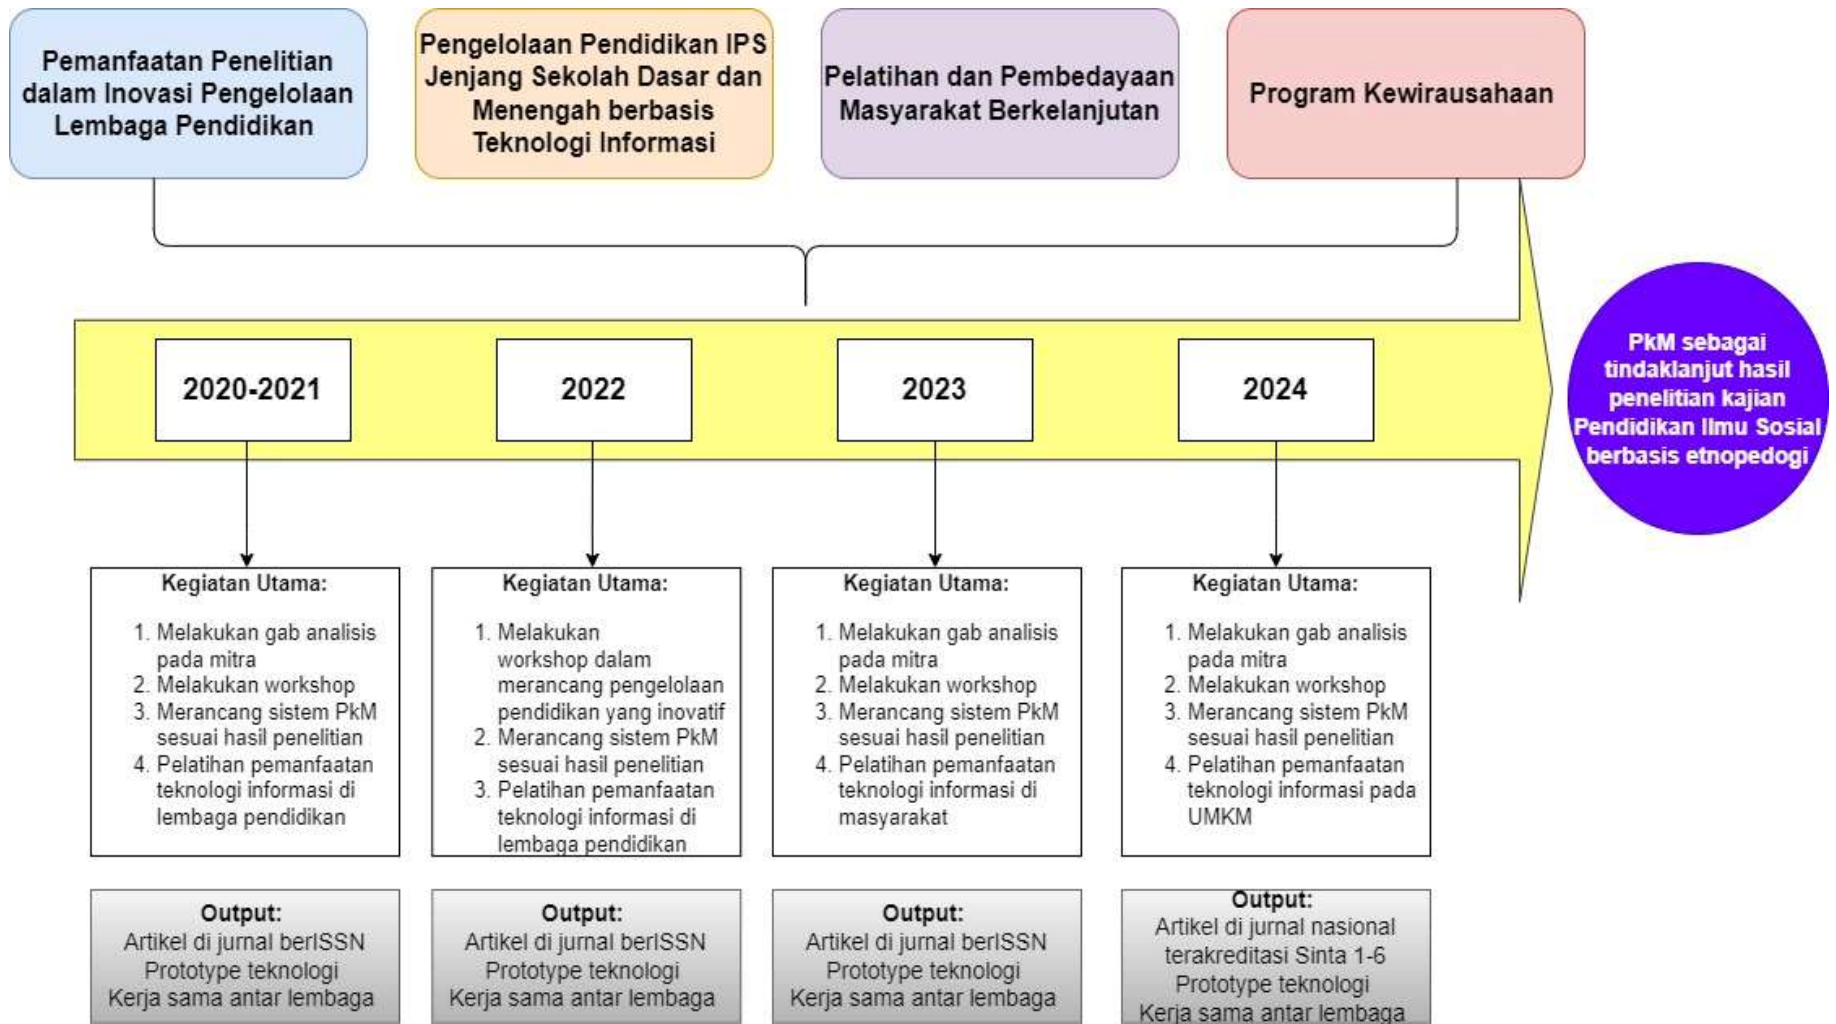 Pemanfaatan Penelitian
dalam Inovasi Pengelolaan
Lembaga Pendidikan
Pengelolaan Pendidikan IPS
Jenjang Sekolah Dasar dan
Menengah berbasis
Teknologi Informasi
Pelatihan dan Pembedayaan
Masyarakat Berkelanjutan
Program Kewirausahaan
2020-2021
2022
2023
2024
PkM sebagai
tindaklanjut hasil
penelitian kajian
Pendidikan Ilmu Sosial
berbasis etnopedogi
Kegiatan Utama:
1. Melakukan gab analisis
pada mitra
2. Melakukan workshop
3. Merancang sistem PkM
sesuai hasil penelitian
4. Pelatihan pemanfaatan
teknologi informasi di
lembaga pendidikan
Kegiatan Utama:
1. Melakukan
workshop dalam
merancang pengelolaan
pendidikan yang inovatif
2. Merancang sistem PkM
sesuai hasil penelitian
3. Pelatihan pemanfaatan
teknologi informasi di
lembaga pendidikan
Kegiatan Utama:
1. Melakukan gab analisis
pada mitra
2. Melakukan workshop
3. Merancang sistem PkM
sesuai hasil penelitian
4. Pelatihan pemanfaatan
teknologi informasi di
masyarakat
Kegiatan Utama:
1. Melakukan gab analisis
pada mitra
2. Melakukan workshop
3. Merancang sistem PkM
sesuai hasil penelitian
4. Pelatihan pemanfaatan
teknologi informasi pada
UMKM
Output:
Artikel di jurnal berISSN
Prototype teknologi
Kerja sama antar lembaga
Output:
Artikel di jurnal berISSN
Prototype teknologi
Kerja sama antar lembaga
Output:
Artikel di jurnal berISSN
Prototype teknologi
Kerja sama antar lembaga
Output:
Artikel di jurnal nasional
terakreditasi Sinta 1-6
Prototype teknologi
Kerja sama antar lembaga